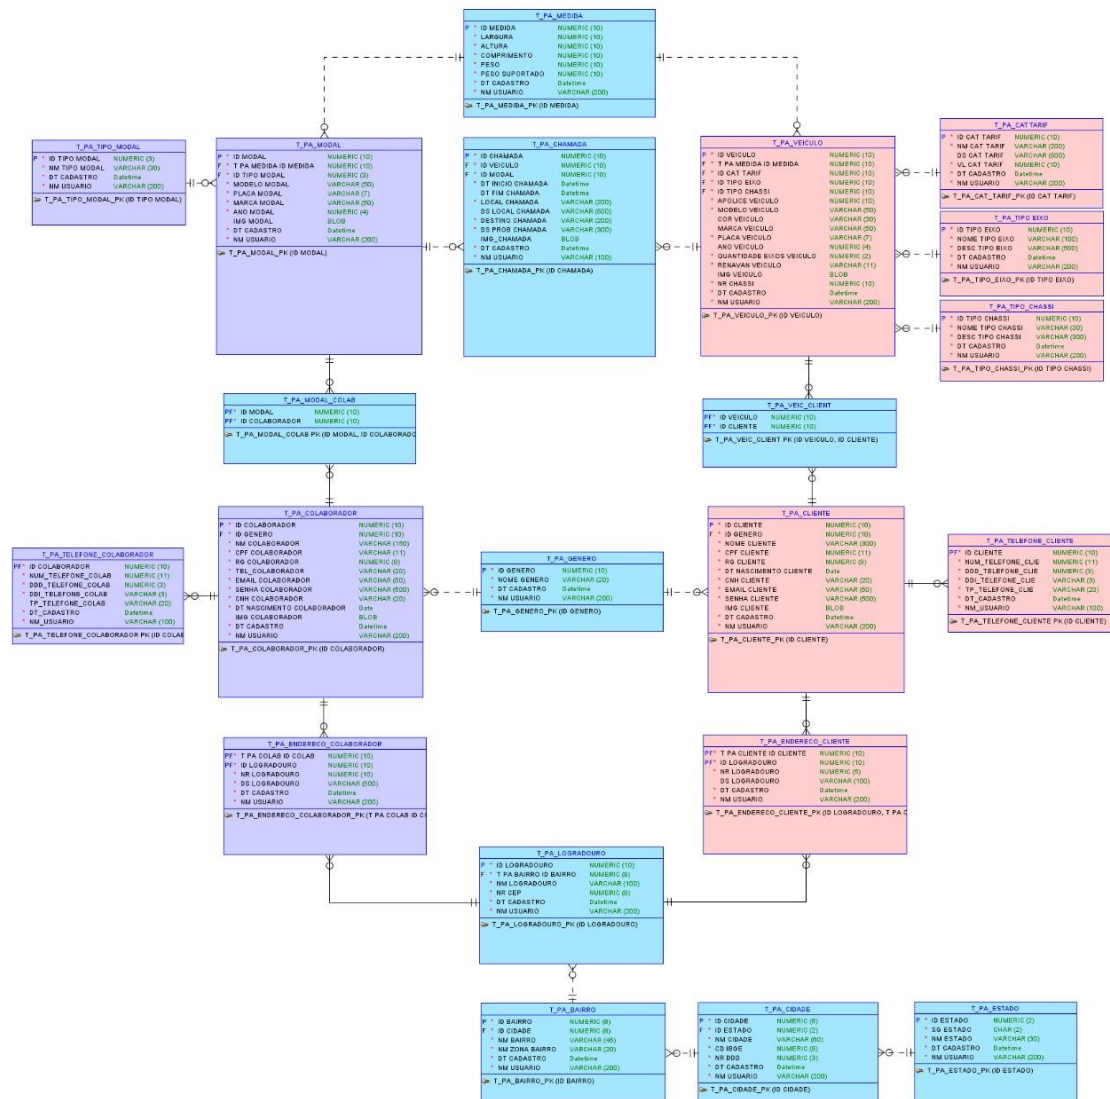 T_PA_MEDIDA
P * ID MEDIDA NUMERIC (10)
* LARGURA NUMERIC (10)
* ALTURA NUMERIC (10)
* COMPRIMENTO NUMERIC (10)
* PESO NUMERIC (10)
* PESO SUPORTADO NUMERIC (10)
* DT CADASTRO Datetime
* NM USUARIO VARCHAR (200)
T_PA_MEDIDA_PK (ID MEDIDA)
T_PA_TIPO_MODAL
P * ID TIPO MODAL NUMERIC (3)
* NM TIPO MODAL VARCHAR (30)
* DT CADASTRO Datetime
* NM USUARIO VARCHAR (200)
T_PA_TIPO_MODAL_PK (ID TIPO MODAL)
T_PA_MODAL
P * ID MODAL NUMERIC (10)
F * T PA MEDIDA ID MEDIDA NUMERIC (10)
F * ID TIPO MODAL NUMERIC (3)
* MODELO MODAL VARCHAR (50)
* PLACA MODAL VARCHAR (7)
* MARCA MODAL VARCHAR (50)
* ANO MODAL NUMERIC (4)
IMG MODAL BLOB
* DT CADASTRO Datetime
* NM USUARIO VARCHAR (200)
T_PA_MODAL_PK (ID MODAL)
T_PA_CHAMADA
P * ID CHAMADA NUMERIC (10)
F * ID VEICULO NUMERIC (10)
F * ID MODAL NUMERIC (10)
* DT INICIO CHAMADA Datetime
DT FIM CHAMADA Datetime
* LOCAL CHAMADA VARCHAR (200)
* DS LOCAL CHAMADA VARCHAR (500)
* DESTINO CHAMADA VARCHAR (200)
* DS PROB CHAMADA VARCHAR (300)
IMG_CHAMADA BLOB
* DT CADASTRO Datetime
* NM USUARIO VARCHAR (100)
T_PA_CHAMADA_PK (ID CHAMADA)
T_PA_VEICULO
P * ID VEICULO NUMERIC (10)
F * T PA MEDIDA ID MEDIDA NUMERIC (10)
F * ID CAT TARIF NUMERIC (10)
F * ID TIPO EIXO NUMERIC (10)
F * ID TIPO CHASSI NUMERIC (10)
* APOLICE VEICULO NUMERIC (10)
* MODELO VEICULO VARCHAR (50)
COR VEICULO VARCHAR (30)
MARCA VEICULO VARCHAR (50)
* PLACA VEICULO VARCHAR (7)
ANO VEICULO NUMERIC (4)
* QUANTIDADE EIXOS VEICULO NUMERIC (2)
* RENAVAN VEICULO VARCHAR (11)
IMG VEICULO BLOB
* NR CHASSI NUMERIC (10)
* DT CADASTRO Datetime
* NM USUARIO VARCHAR (200)
T_PA_VEICULO_PK (ID VEICULO)
T_PA_CAT TARIF
P * ID CAT TARIF NUMERIC (10)
* NM CAT TARIF VARCHAR (200)
DS CAT TARIF VARCHAR (600)
* VL CAT TARIF NUMERIC (10)
* DT CADASTRO Datetime
* NM USUARIO VARCHAR (200)
T_PA_CAT_TARIF_PK (ID CAT TARIF)
T_PA_TIPO EIXO
P * ID TIPO EIXO NUMERIC (10)
* NOME TIPO EIXO VARCHAR (100)
* DESC TIPO EIXO VARCHAR (500)
* DT CADASTRO Datetime
* NM USUARIO VARCHAR (200)
T_PA_TIPO_EIXO_PK (ID TIPO EIXO)
T_PA_TIPO_CHASSI
P * ID TIPO CHASSI NUMERIC (10)
* NOME TIPO CHASSI VARCHAR (30)
* DESC TIPO CHASSI VARCHAR (300)
* DT CADASTRO Datetime
* NM USUARIO VARCHAR (200)
T_PA_TIPO_CHASSI_PK (ID TIPO CHASSI)
T_PA_MODAL_COLAB
PF* ID MODAL NUMERIC (10)
PF* ID COLABORADOR NUMERIC (10)
T_PA_MODAL_COLAB PK (ID MODAL, ID COLABORADO
T_PA_VEIC_CLIENT
PF* ID VEICULO NUMERIC (10)
PF* ID CLIENTE NUMERIC (10)
T_PA_VEIC_CLIENT PK (ID VEICULO, ID CLIENTE)
T_PA_TELEFONE_COLABORADOR
PF* ID COLABORADOR NUMERIC (10)
* NUM_TELEFONE_COLAB NUMERIC (11)
* DDD_TELEFONE_COLAB NUMERIC (3)
* DDI_TELEFONE_COLAB VARCHAR (3)
* TP_TELEFONE_COLAB VARCHAR (20)
* DT_CADASTRO Datetime
* NM_USUARIO VARCHAR (100)
T_PA_TELEFONE_COLABORADOR PK (ID COLAB
T_PA_COLABORADOR
P * ID COLABORADOR NUMERIC (10)
F * ID GENERO NUMERIC (10)
* NM COLABORADOR VARCHAR (150)
* CPF COLABORADOR VARCHAR (11)
* RG COLABORADOR NUMERIC (9)
* TEL_COLABORADOR VARCHAR (20)
* EMAIL COLABORADOR VARCHAR (50)
* SENHA COLABORADOR VARCHAR (500)
* CNH COLABORADOR VARCHAR (20)
* DT NASCIMENTO COLABORADOR Date
IMG COLABORADOR BLOB
* DT CADASTRO Datetime
* NM USUARIO VARCHAR (200)
T_PA_COLABORADOR_PK (ID COLABORADOR)
T_PA_GENERO
P * ID GENERO NUMERIC (10)
* NOME GENERO VARCHAR (20)
* DT CADASTRO Datetime
* NM USUARIO VARCHAR (200)
T_PA_GENERO_PK (ID GENERO)
T_PA_CLIENTE
P * ID CLIENTE NUMERIC (10)
F * ID GENERO NUMERIC (10)
* NOME CLIENTE VARCHAR (300)
* CPF CLIENTE NUMERIC (11)
* RG CLIENTE NUMERIC (9)
* DT NASCIMENTO CLIENTE Date
* CNH CLIENTE VARCHAR (20)
* EMAIL CLIENTE VARCHAR (50)
* SENHA CLIENTE VARCHAR (500)
IMG CLIENTE BLOB
* DT CADASTRO Datetime
* NM USUARIO VARCHAR (200)
T_PA_CLIENTE_PK (ID CLIENTE)
T_PA_TELEFONE_CLIENTE
PF* ID CLIENTE NUMERIC (10)
* NUM_TELEFONE_CLIE NUMERIC (11)
* DDD_TELEFONE_CLIE NUMERIC (3)
* DDI_TELEFONE_CLIE VARCHAR (3)
* TP_TELEFONE_CLIE VARCHAR (20)
* DT_CADASTRO Datetime
* NM_USUARIO VARCHAR (100)
T_PA_TELEFONE_CLIENTE PK (ID CLIENTE)
T_PA_ENDERECO_COLABORADOR
PF* T PA COLAB ID COLAB NUMERIC (10)
PF* ID LOGRADOURO NUMERIC (10)
* NR LOGRADOURO NUMERIC (10)
DS LOGRADOURO VARCHAR (500)
* DT CADASTRO Datetime
* NM USUARIO VARCHAR (200)
T_PA_ENDERECO_COLABORADOR_PK (T PA COLAB ID C
T_PA_ENDERECO_CLIENTE
PF* T PA CLIENTE ID CLIENTE NUMERIC (10)
PF* ID LOGRADOURO NUMERIC (10)
* NR LOGRADOURO NUMERIC (5)
DS LOGRADOURO VARCHAR (100)
* DT CADASTRO Datetime
* NM USUARIO VARCHAR (200)
T_PA_ENDERECO_CLIENTE_PK (ID LOGRADOURO, T PA C
T_PA_LOGRADOURO
P * ID LOGRADOURO NUMERIC (10)
F * T PA BAIRRO ID BAIRRO NUMERIC (8)
* NM LOGRADOURO VARCHAR (100)
* NR CEP NUMERIC (8)
* DT CADASTRO Datetime
* NM USUARIO VARCHAR (200)
T_PA_LOGRADOURO_PK (ID LOGRADOURO)
T_PA_BAIRRO
P * ID BAIRRO NUMERIC (8)
F * ID CIDADE NUMERIC (8)
* NM BAIRRO VARCHAR (45)
* NM ZONA BAIRRO VARCHAR (20)
* DT CADASTRO Datetime
* NM USUARIO VARCHAR (200)
T_PA_BAIRRO_PK (ID BAIRRO)
T_PA_CIDADE
P * ID CIDADE NUMERIC (8)
F * ID ESTADO NUMERIC (2)
* NM CIDADE VARCHAR (60)
* CD IBGE NUMERIC (8)
* NR DDD NUMERIC (3)
* DT CADASTRO Datetime
* NM USUARIO VARCHAR (200)
T_PA_CIDADE_PK (ID CIDADE)
T_PA_ESTADO
P * ID ESTADO NUMERIC (2)
* SG ESTADO CHAR (2)
* NM ESTADO VARCHAR (30)
* DT CADASTRO Datetime
* NM USUARIO VARCHAR (200)
T_PA_ESTADO_PK (ID ESTADO)